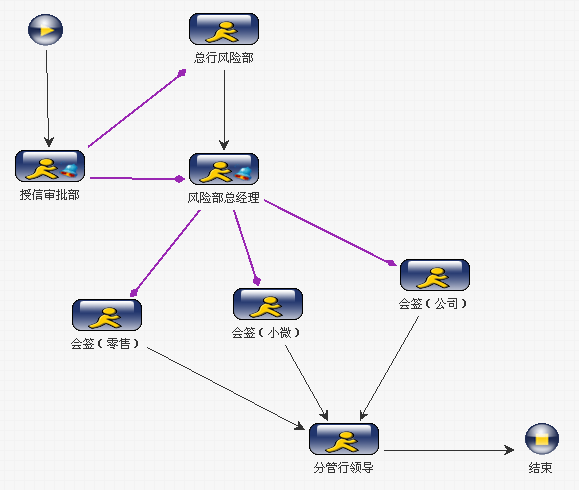 总行风险部
授信审批部
风险部总经理
会签（公司）
会签（小微）
会签（零售）
分管行领导
结束